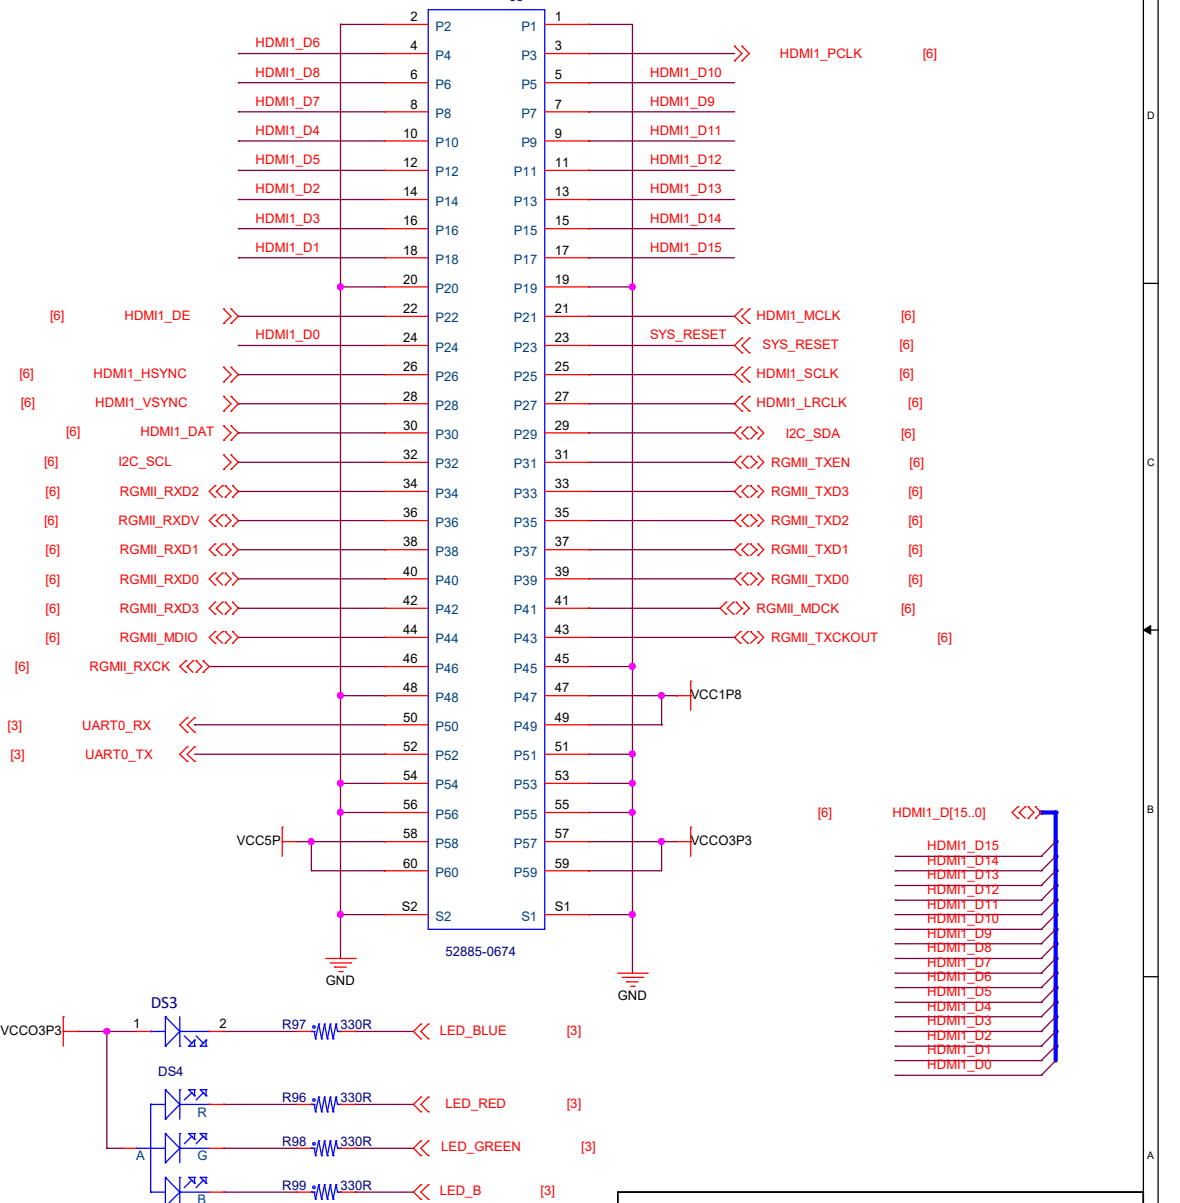 2 P2 P1 1
HDMI1_D6 4 P4 P3 3 HDMI1_PCLK [6]
HDMI1_D8 6 P6 P5 5 HDMI1_D10
HDMI1_D7 8 P8 P7 7 HDMI1_D9
HDMI1_D4 10 P10 P9 9 HDMI1_D11
HDMI1_D5 12 P12 P11 11 HDMI1_D12
HDMI1_D2 14 P14 P13 13 HDMI1_D13
HDMI1_D3 16 P16 P15 15 HDMI1_D14
HDMI1_D1 18 P18 P17 17 HDMI1_D15
20 P20 P19 19
[6] HDMI1_DE 22 P22 P21 21 HDMI1_MCLK [6]
HDMI1_D0 24 P24 P23 23 SYS_RESET SYS_RESET [6]
[6] HDMI1_HSYNC 26 P26 P25 25 HDMI1_SCLK [6]
[6] HDMI1_VSYNC 28 P28 P27 27 HDMI1_LRCLK [6]
[6] HDMI1_DAT 30 P30 P29 29 I2C_SDA [6]
[6] I2C_SCL 32 P32 P31 31 RGMII_TXEN [6]
[6] RGMII_RXD2 34 P34 P33 33 RGMII_TXD3 [6]
[6] RGMII_RXDV 36 P36 P35 35 RGMII_TXD2 [6]
[6] RGMII_RXD1 38 P38 P37 37 RGMII_TXD1 [6]
[6] RGMII_RXD0 40 P40 P39 39 RGMII_TXD0 [6]
[6] RGMII_RXD3 42 P42 P41 41 RGMII_MDCK [6]
[6] RGMII_MDIO 44 P44 P43 43 RGMII_TXCKOUT [6]
[6] RGMII_RXCK 46 P46 P45 45
48 P48 P47 47 VCC1P8
[3] UART0_RX 50 P50 P49 49
[3] UART0_TX 52 P52 P51 51
54 P54 P53 53
56 P56 P55 55
VCC5P 58 P58 P57 57 VCCO3P3
60 P60 P59 59
S2 S2 S1 S1
52885-0674
GND
GND
[6] HDMI1_D[15..0]
HDMI1_D15
HDMI1_D14
HDMI1_D13
HDMI1_D12
HDMI1_D11
HDMI1_D10
HDMI1_D9
HDMI1_D8
HDMI1_D7
HDMI1_D6
HDMI1_D5
HDMI1_D4
HDMI1_D3
HDMI1_D2
HDMI1_D1
HDMI1_D0
DS3
VCCO3P3 1 2 R97 330R LED_BLUE [3]
DS4
R R96 330R LED_RED [3]
A G R98 330R LED_GREEN [3]
B R99 330R LED_B [3]
D
C
B
A